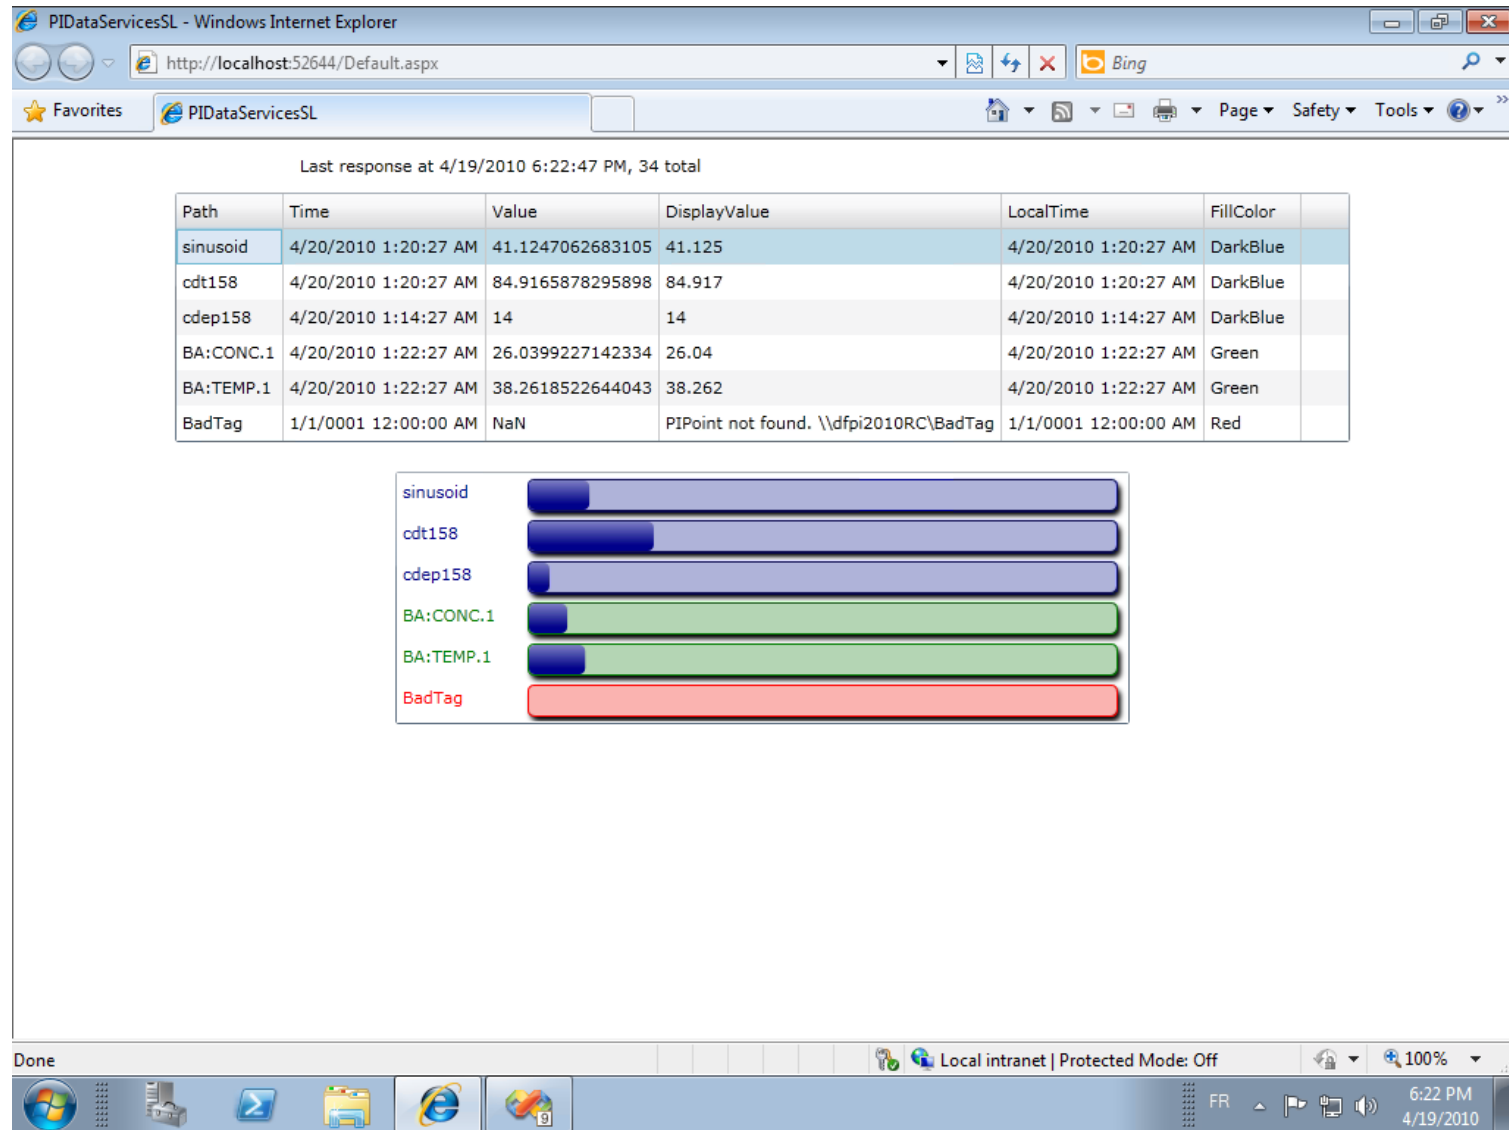 PIDataServicesSL - Windows Internet Explorer
http://localhost:52644/Default.aspx
Bing
Favorites
PIDataServicesSL
Page Safety Tools
Last response at 4/19/2010 6:22:47 PM, 34 total
Path Time Value DisplayValue LocalTime FillColor
sinusoid 4/20/2010 1:20:27 AM 41.1247062683105 41.125 4/20/2010 1:20:27 AM DarkBlue
cdt158 4/20/2010 1:20:27 AM 84.9165878295898 84.917 4/20/2010 1:20:27 AM DarkBlue
cdep158 4/20/2010 1:14:27 AM 14 14 4/20/2010 1:14:27 AM DarkBlue
BA:CONC.1 4/20/2010 1:22:27 AM 26.0399227142334 26.04 4/20/2010 1:22:27 AM Green
BA:TEMP.1 4/20/2010 1:22:27 AM 38.2618522644043 38.262 4/20/2010 1:22:27 AM Green
BadTag 1/1/0001 12:00:00 AM NaN PIPoint not found. \\dfpi2010RC\BadTag 1/1/0001 12:00:00 AM Red
sinusoid
cdt158
cdep158
BA:CONC.1
BA:TEMP.1
BadTag
Done
Local intranet | Protected Mode: Off
100%
9
FR
6:22 PM
4/19/2010